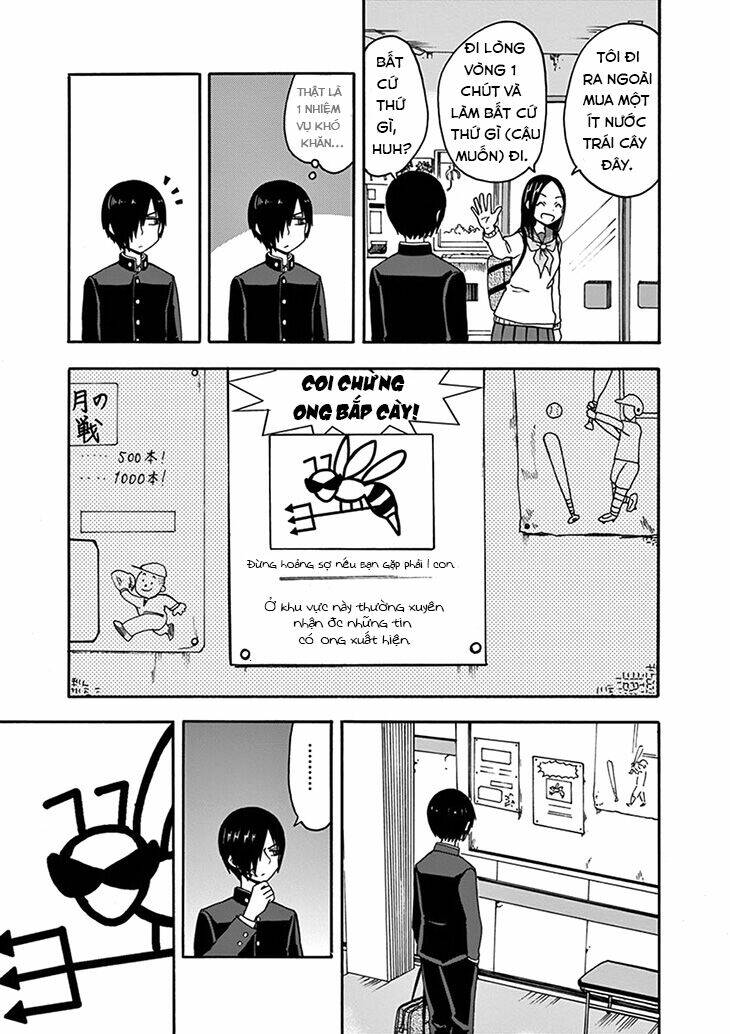 TÔI ĐI
RA NGOÀI
MUA MỘT
ÍT NƯỚC
TRÁI CÂY
ĐÂY.
ĐI LÒNG
VÒNG 1
CHÚT VÀ
LÀM BẤT CỨ
THỨ GÌ (CẬU
MUỐN) ĐI.
BẤT
CỨ THỨ
GÌ,
HUH?
THẬT LÀ
1 NHIỆM
VỤ KHÓ
KHĂN...
COI CHỪNG
ONG BẮP CÀY!
Đừng hoảng sợ nếu bạn gặp phải 1 con
Ở khu vực này thường xuyên
nhận đc những tin
có ong xuất hiện
月の
戦
..... 500本!
.... 1000本!
........